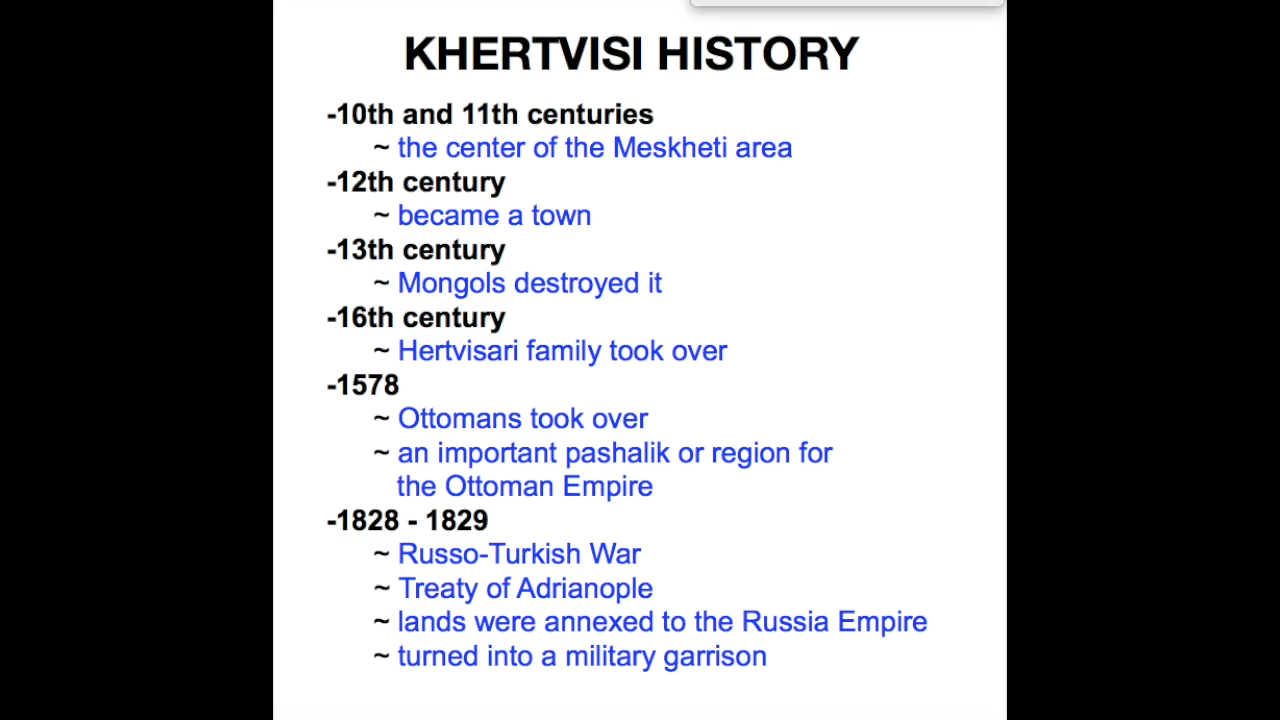 KHERTVISI HISTORY
-10th and 11th centuries
~ the center of the Meskheti area
-12th century
~ became a town
-13th century
~ Mongols destroyed it
-16th century
~ Hertvisari family took over
-1578
~ Ottomans took over
~ an important pashalik or region for
the Ottoman Empire
-1828 - 1829
~ Russo-Turkish War
~ Treaty of Adrianople
~ lands were annexed to the Russia Empire
~ turned into a military garrison